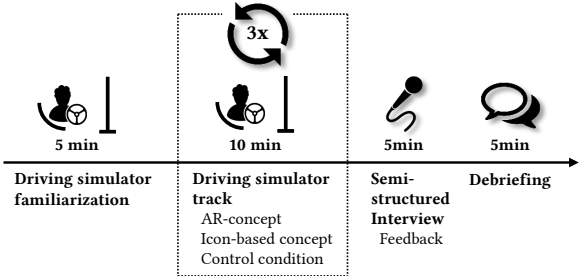 3x
5 min
10 min
5min
5min
Driving simulator
familiarization
Driving simulator
track
AR-concept
Icon-based concept
Control condition
Semi-
structured
Interview
Feedback
Debriefing